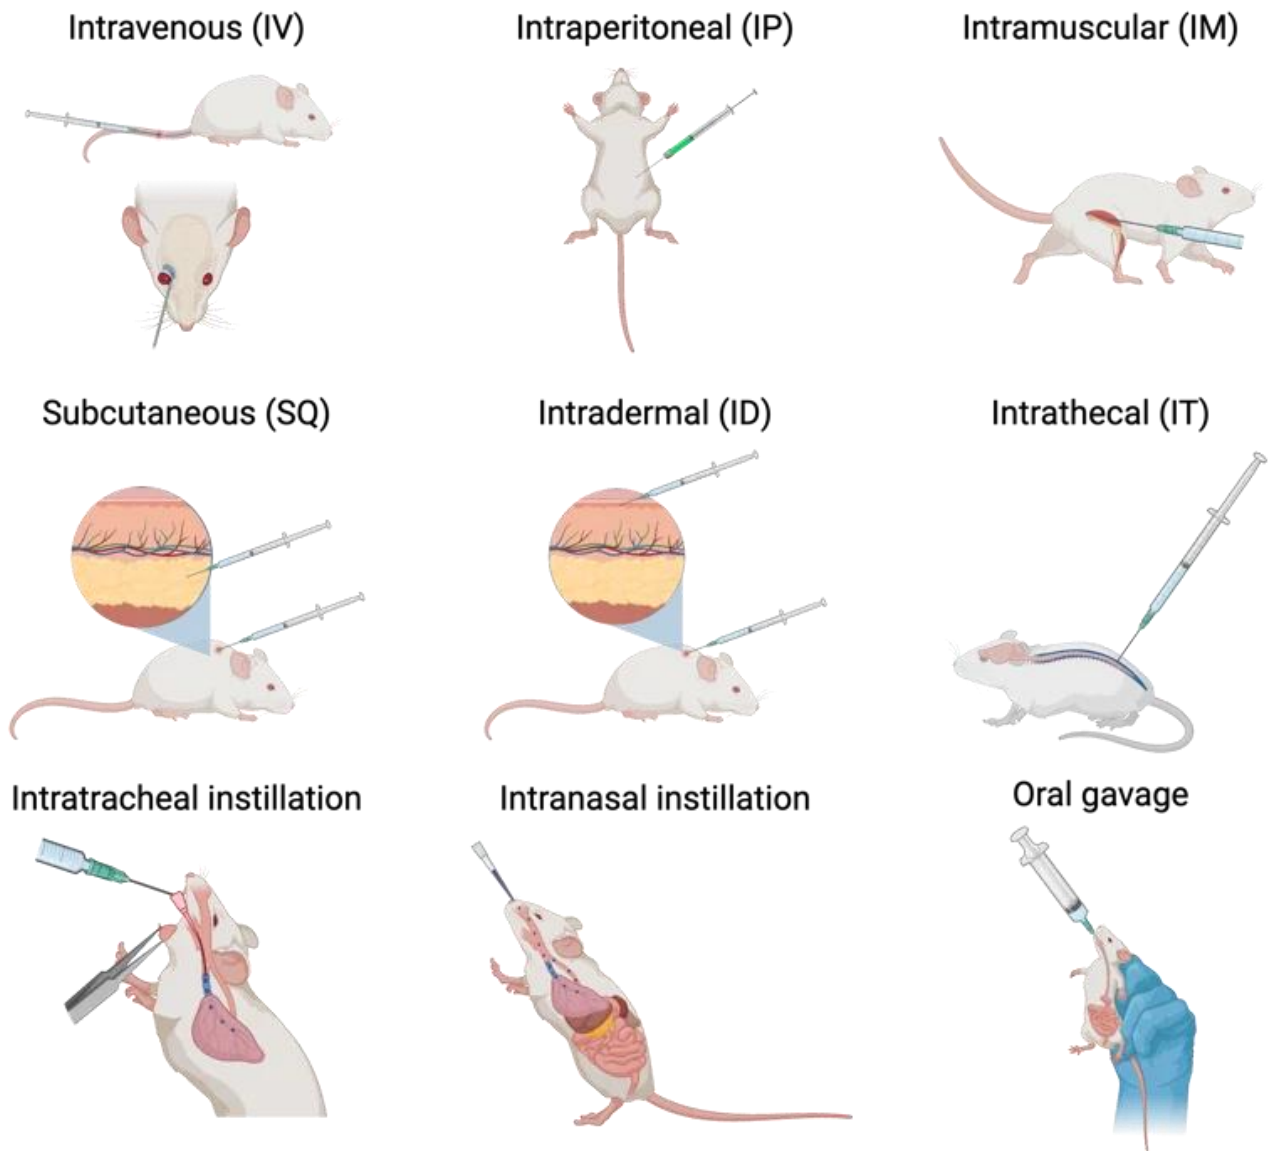 Intravenous (IV)
Intraperitoneal (IP)
Intramuscular (IM)
Subcutaneous (SQ)
Intradermal (ID)
Intrathecal (IT)
Intratracheal instillation
Intranasal instillation
Oral gavage